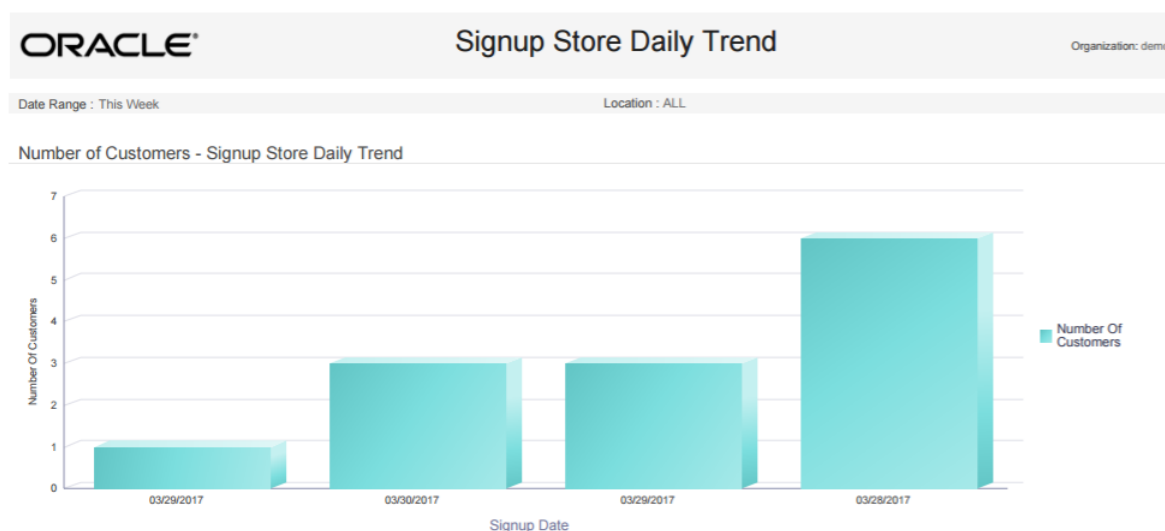 ORACLE®
Signup Store Daily Trend
Organization: demo
Date Range : This Week
Location : ALL
Number of Customers - Signup Store Daily Trend
Number Of Customers
7
6
5
4
3
2
1
0
03/29/2017
03/30/2017
03/29/2017
03/28/2017
Signup Date
Number Of
Customers